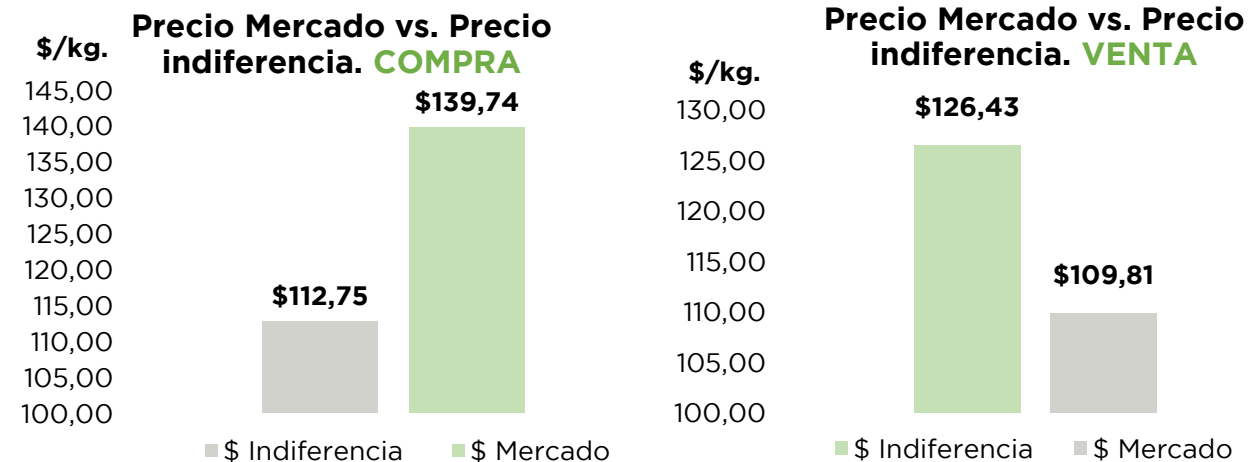 Precio Mercado vs. Precio
indiferencia. COMPRA
$/kg.
145,00
140,00
135,00
130,00
125,00
120,00
115,00
110,00
105,00
100,00
$112,75
$139,74
$ Indiferencia
$ Mercado
Precio Mercado vs. Precio
indiferencia. VENTA
$/kg.
130,00
125,00
120,00
115,00
110,00
105,00
100,00
$126,43
$109,81
$ Indiferencia
$ Mercado